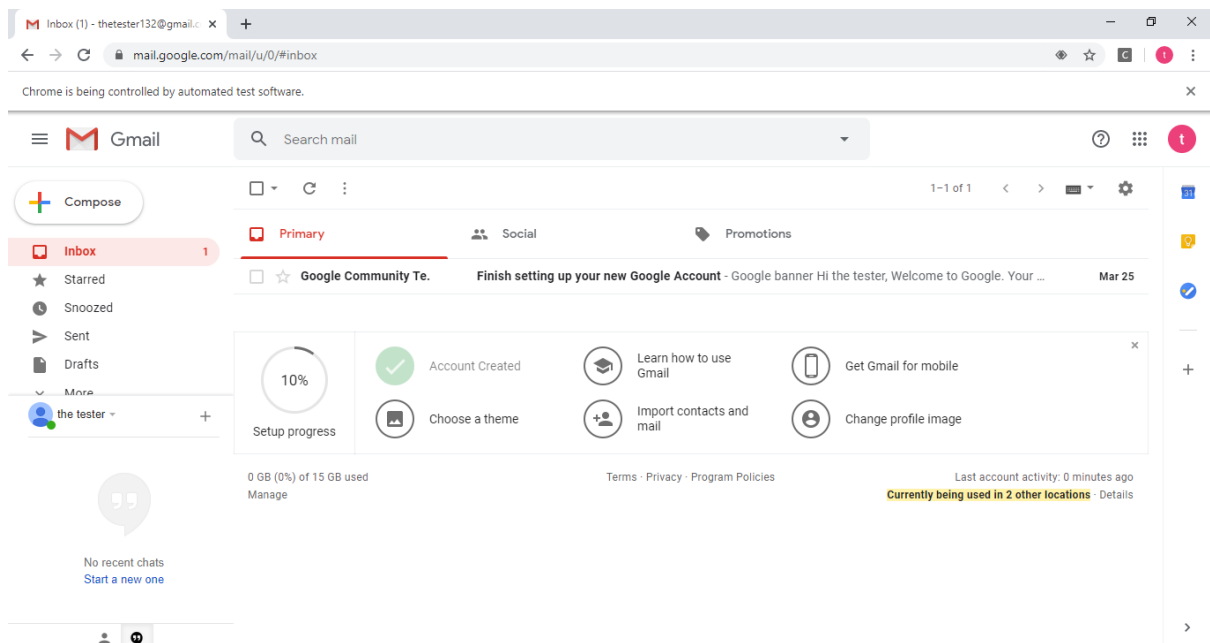 Inbox (1) - thetester132@gmail.c
mail.google.com/mail/u/0/#inbox
C
t
Chrome is being controlled by automated test software.
Gmail
Search mail
t
Compose
1–1 of 1
31
Primary
Social
Promotions
Inbox 1
Starred
Snoozed
Sent
Drafts
More
the tester
Google Community Te. Finish setting up your new Google Account - Google banner Hi the tester, Welcome to Google. Your ... Mar 25
10%
Setup progress
Account Created
Learn how to use
Gmail
Get Gmail for mobile
Choose a theme
Import contacts and
mail
Change profile image
0 GB (0%) of 15 GB used
Manage
Terms · Privacy · Program Policies
Last account activity: 0 minutes ago
Currently being used in 2 other locations · Details
No recent chats
Start a new one